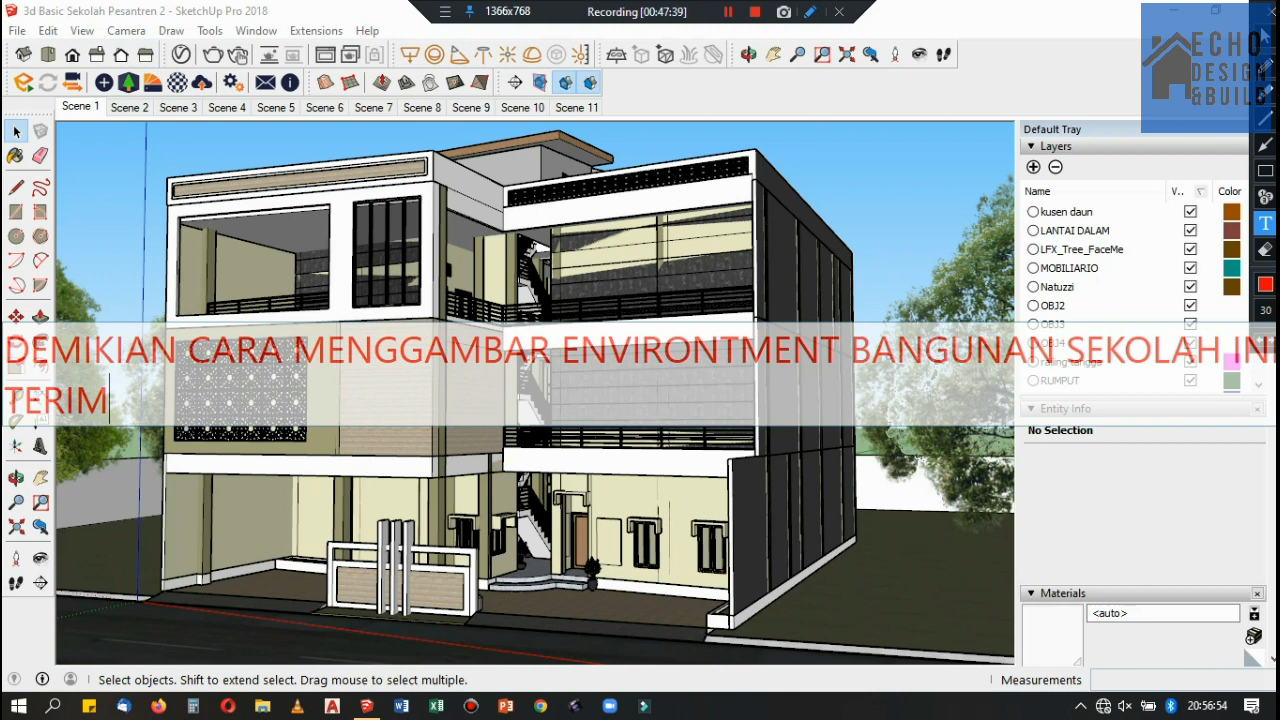 3d Basic Sekolah Pesantren 2 - SketchUp Pro 2018
1366x768
Recording [00:47:39]
File Edit View Camera Draw Tools Window Extensions Help
ECHO
DESIGN
&BUILD
Scene 1 Scene 2 Scene 3 Scene 4 Scene 5 Scene 6 Scene 7 Scene 8 Scene 9 Scene 10 Scene 11
Default Tray
Layers
Name V.. Color
kusen daun
LANTAI DALAM
LFX_Tree_FaceMe
MOBILIARIO
Natuzzi
OBJ2
OBJ3
OBJ4
railing tangga
RUMPUT
T
30
DEMIKIAN CARA MENGGAMBAR ENVIRONTMENT BANGUNAN SEKOLAH INI
TERIM
Entity Info
No Selection
Materials
<auto>
Select objects. Shift to extend select. Drag mouse to select multiple.
Measurements
20:56:54